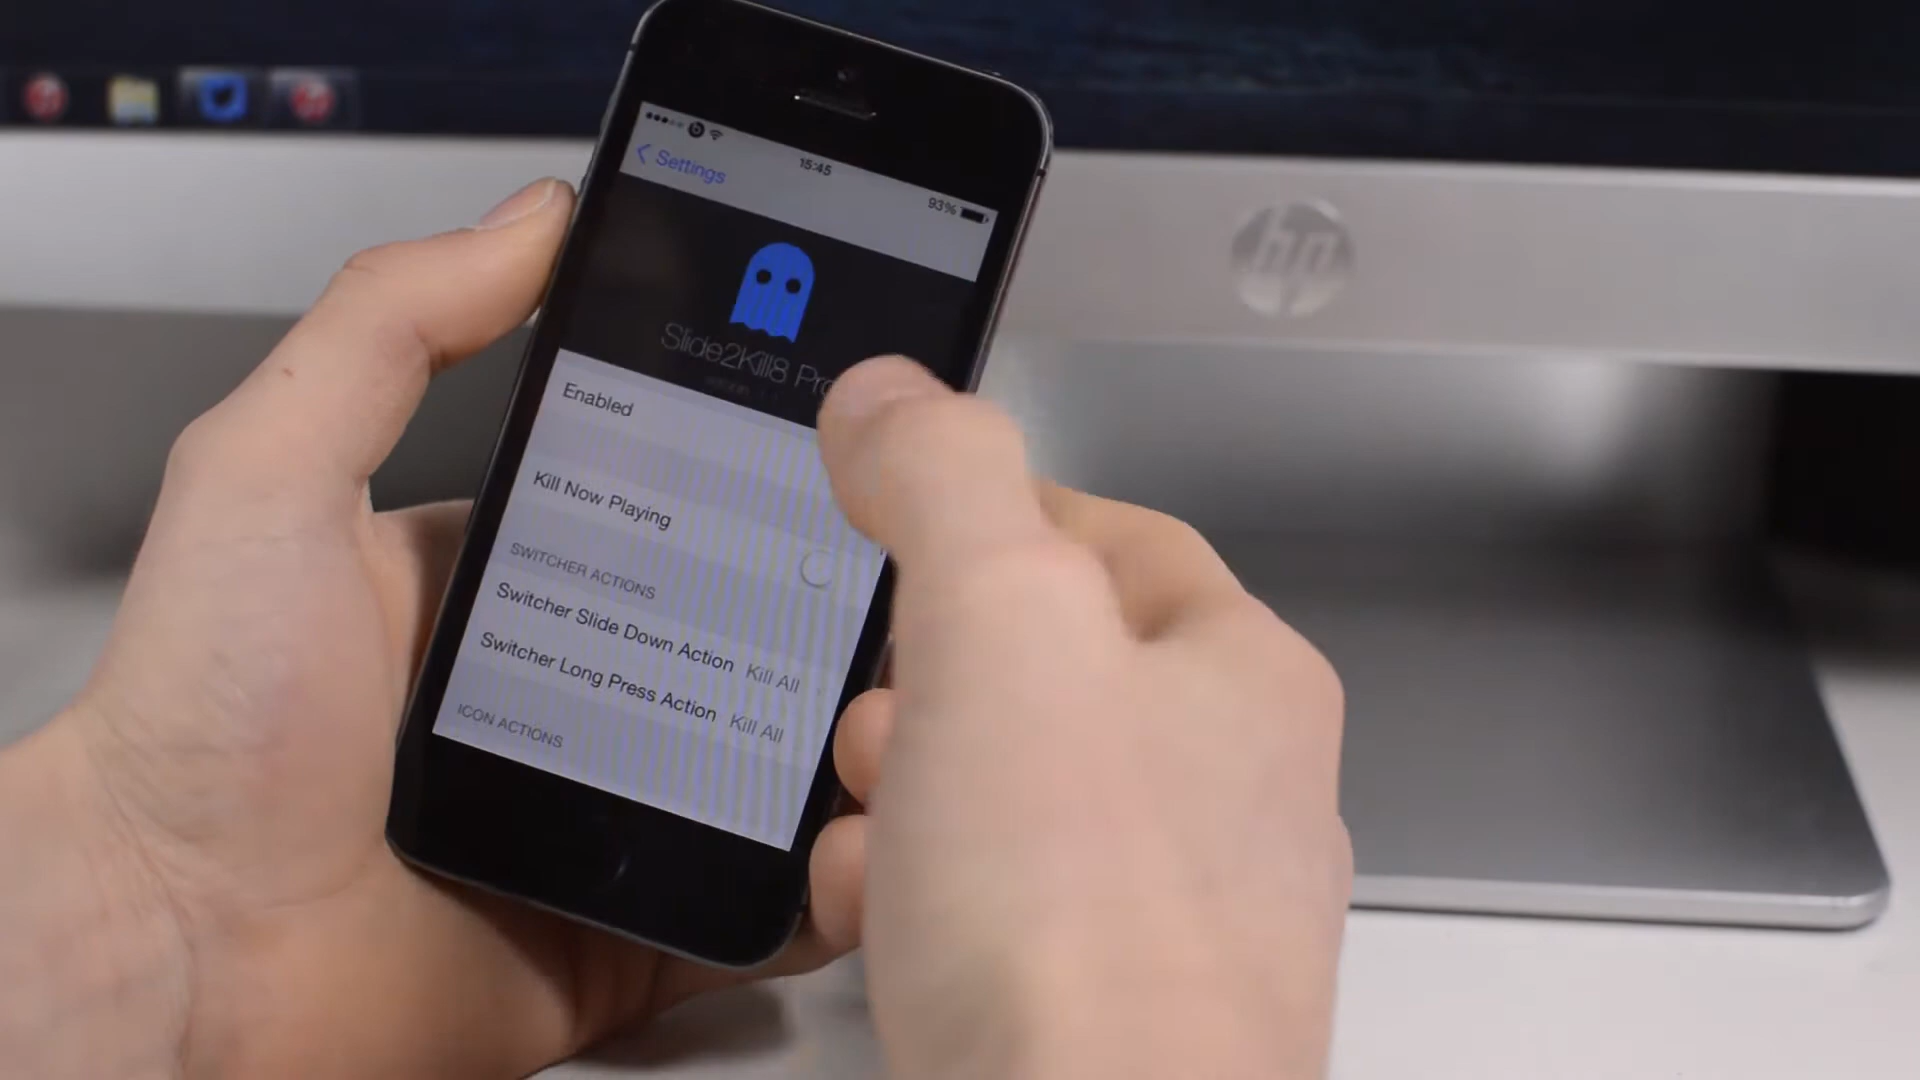 15:45
93%
Settings
Slide2Kill8 Pro
Enabled
Kill Now Playing
SWITCHER ACTIONS
Switcher Slide Down Action Kill All
Switcher Long Press Action Kill All
ICON ACTIONS
hp